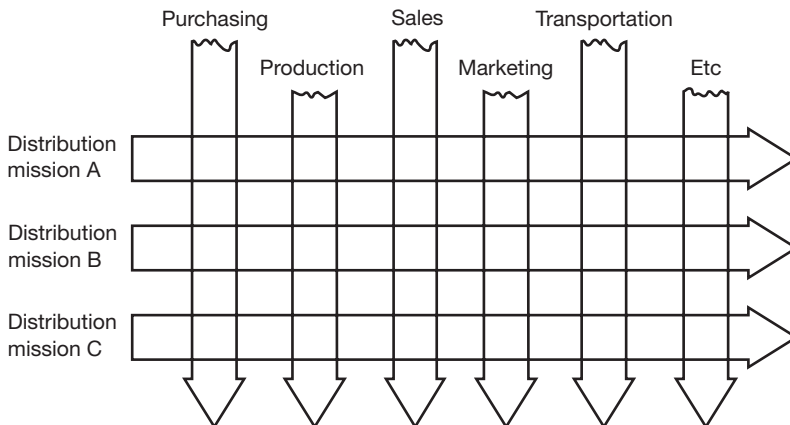 Purchasing
Sales
Transportation
Production
Marketing
Etc
Distribution
mission A
Distribution
mission B
Distribution
mission C